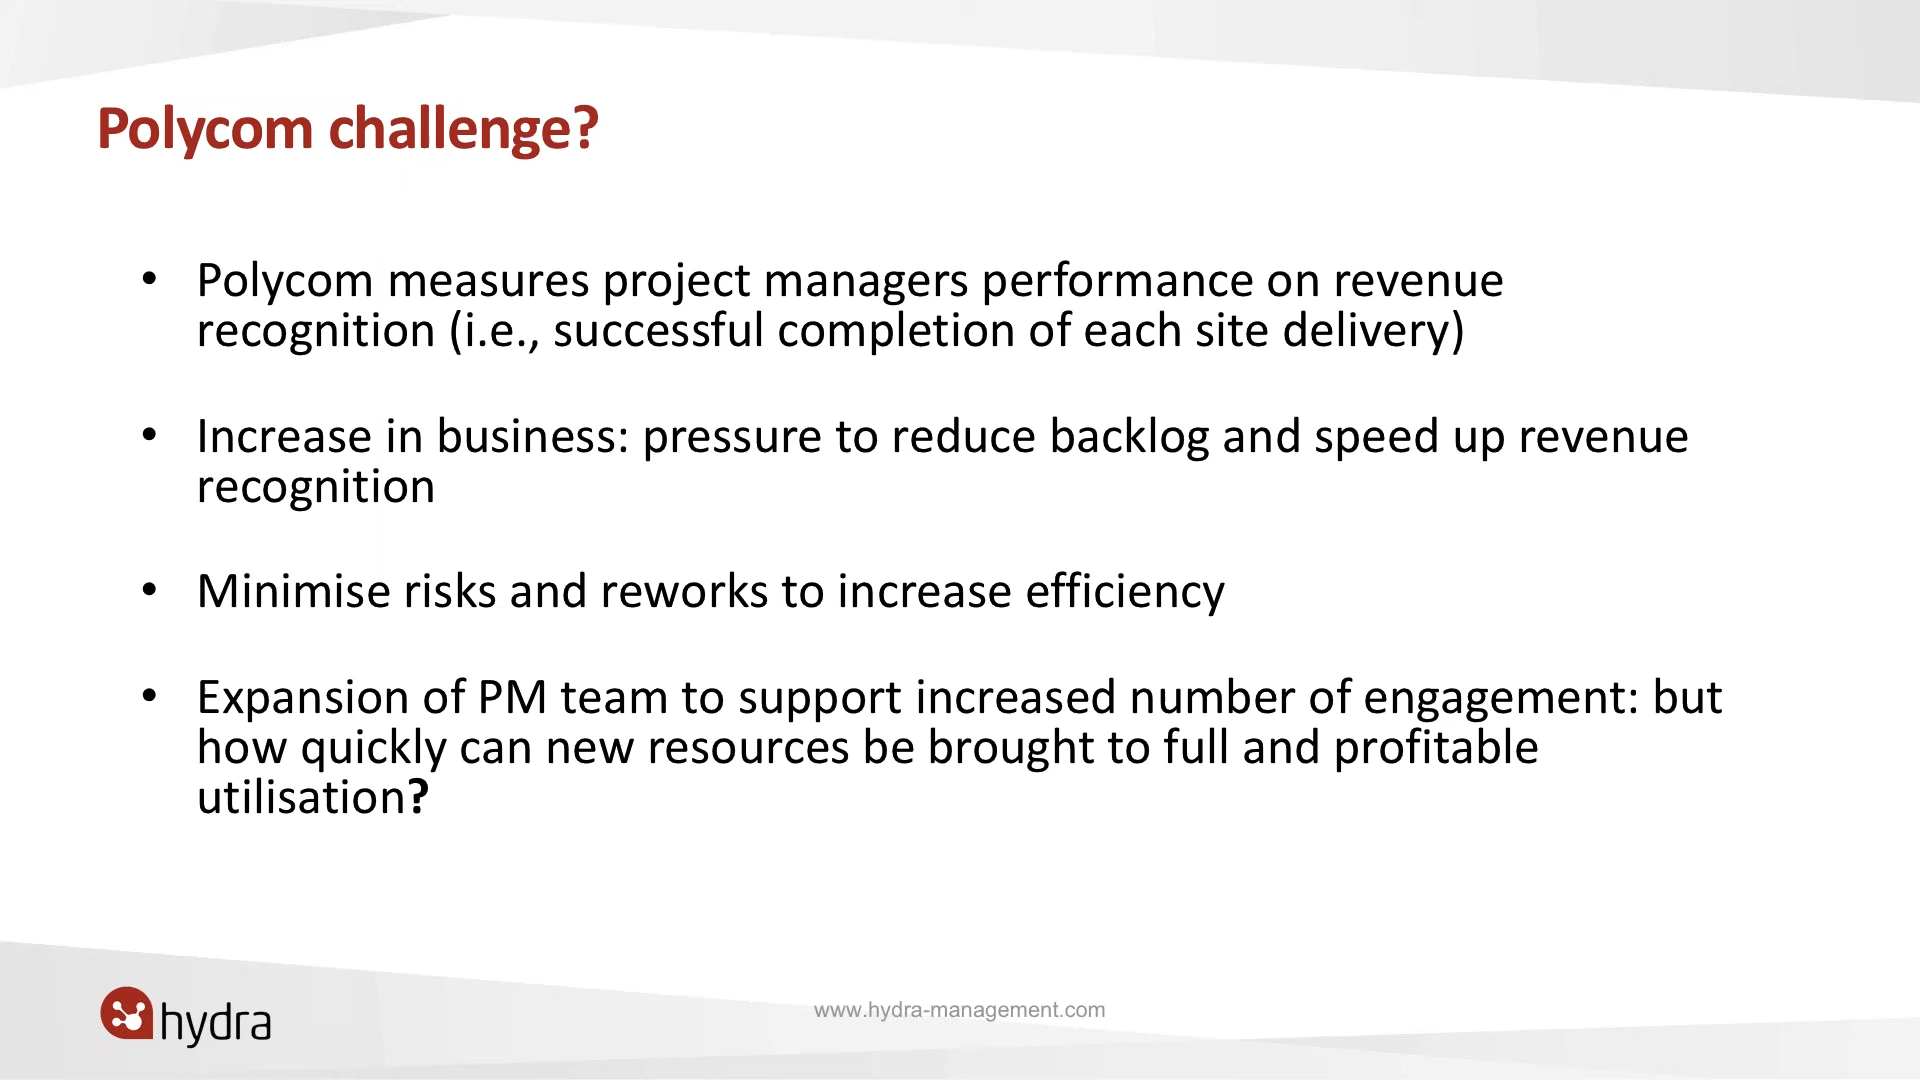 Polycom challenge?
• Polycom measures project managers performance on revenue
recognition (i.e., successful completion of each site delivery)
• Increase in business: pressure to reduce backlog and speed up revenue
recognition
• Minimise risks and reworks to increase efficiency
• Expansion of PM team to support increased number of engagement: but
how quickly can new resources be brought to full and profitable
utilisation?
hydra
www.hydra-management.com